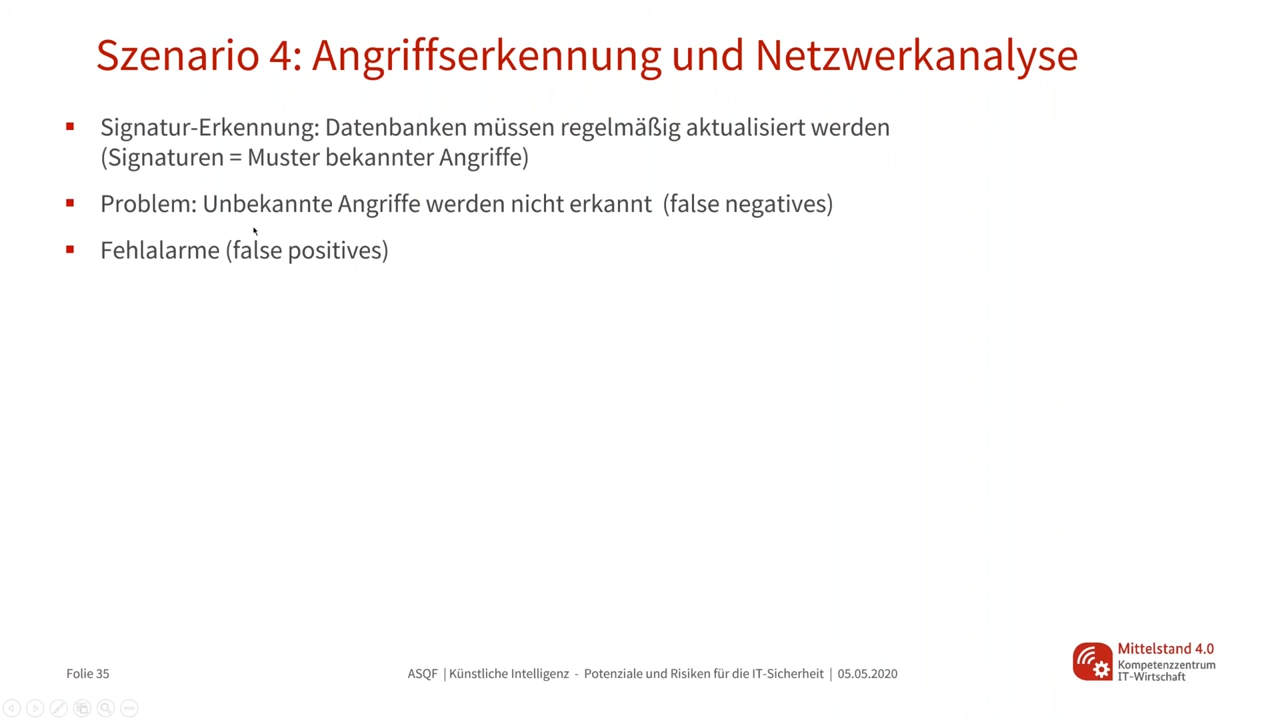 Szenario 4: Angriffserkennung und Netzwerkanalyse
Signatur-Erkennung: Datenbanken müssen regelmäßig aktualisiert werden
(Signaturen = Muster bekannter Angriffe)
Problem: Unbekannte Angriffe werden nicht erkannt (false negatives)
Fehlalarme (false positives)
Folie 35
ASQF | Künstliche Intelligenz - Potenziale und Risiken für die IT-Sicherheit | 05.05.2020
Mittelstand 4.0
Kompetenzzentrum
IT-Wirtschaft